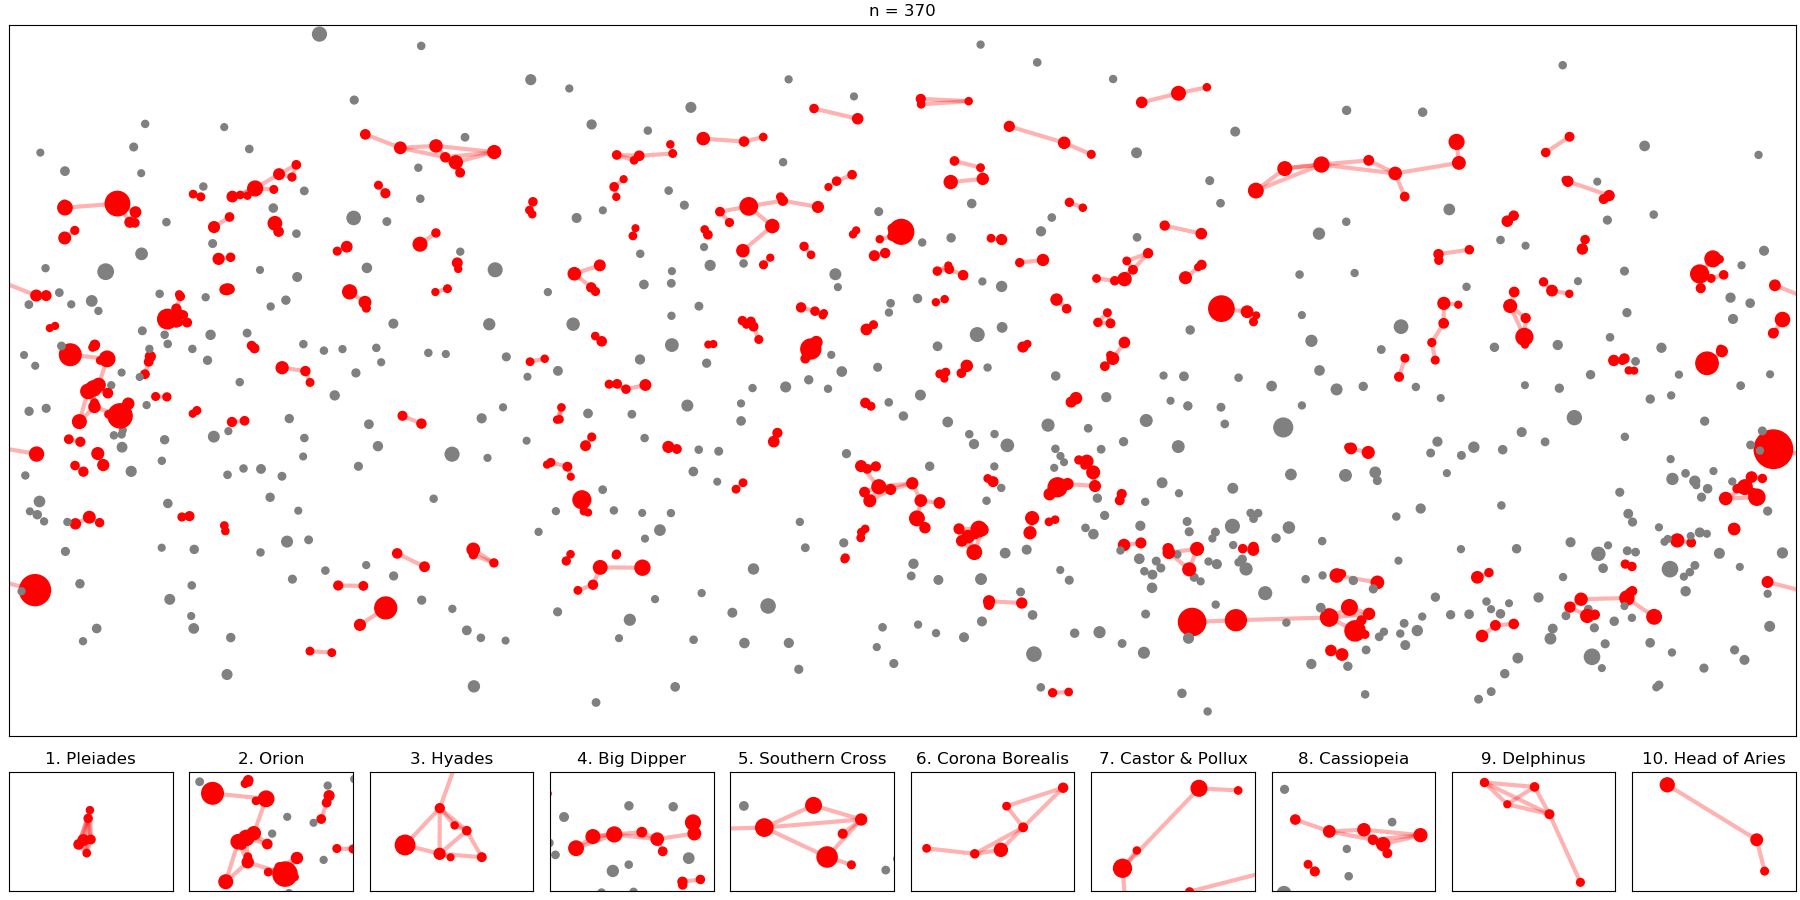 n = 370
1. Pleiades
2. Orion
3. Hyades
4. Big Dipper
5. Southern Cross
6. Corona Borealis
7. Castor & Pollux
8. Cassiopeia
9. Delphinus
10. Head of Aries